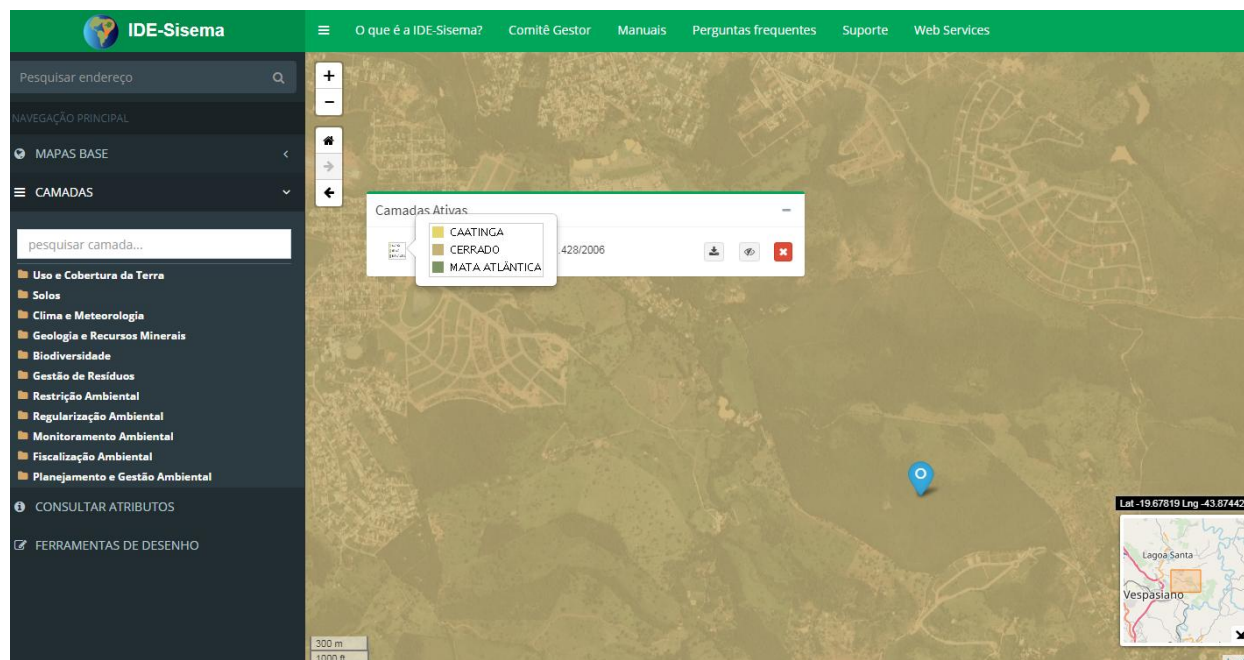 IDE-Sisema
O que é a IDE-Sisema? Comitê Gestor Manuais Perguntas frequentes Suporte Web Services
Pesquisar endereço
NAVEGAÇÃO PRINCIPAL
MAPAS BASE
CAMADAS
pesquisar camada...
Uso e Cobertura da Terra
Solos
Clima e Meteorologia
Geologia e Recursos Minerais
Biodiversidade
Gestão de Resíduos
Restrição Ambiental
Regularização Ambiental
Monitoramento Ambiental
Fiscalização Ambiental
Planejamento e Gestão Ambiental
CONSULTAR ATRIBUTOS
FERRAMENTAS DE DESENHO
+
−
Camadas Ativas
CAATINGA
CERRADO
MATA ATLÂNTICA
.428/2006
Lat -19.67819 Lng -43.87442
Lagoa Santa
Vespasiano
300 m
1000 ft